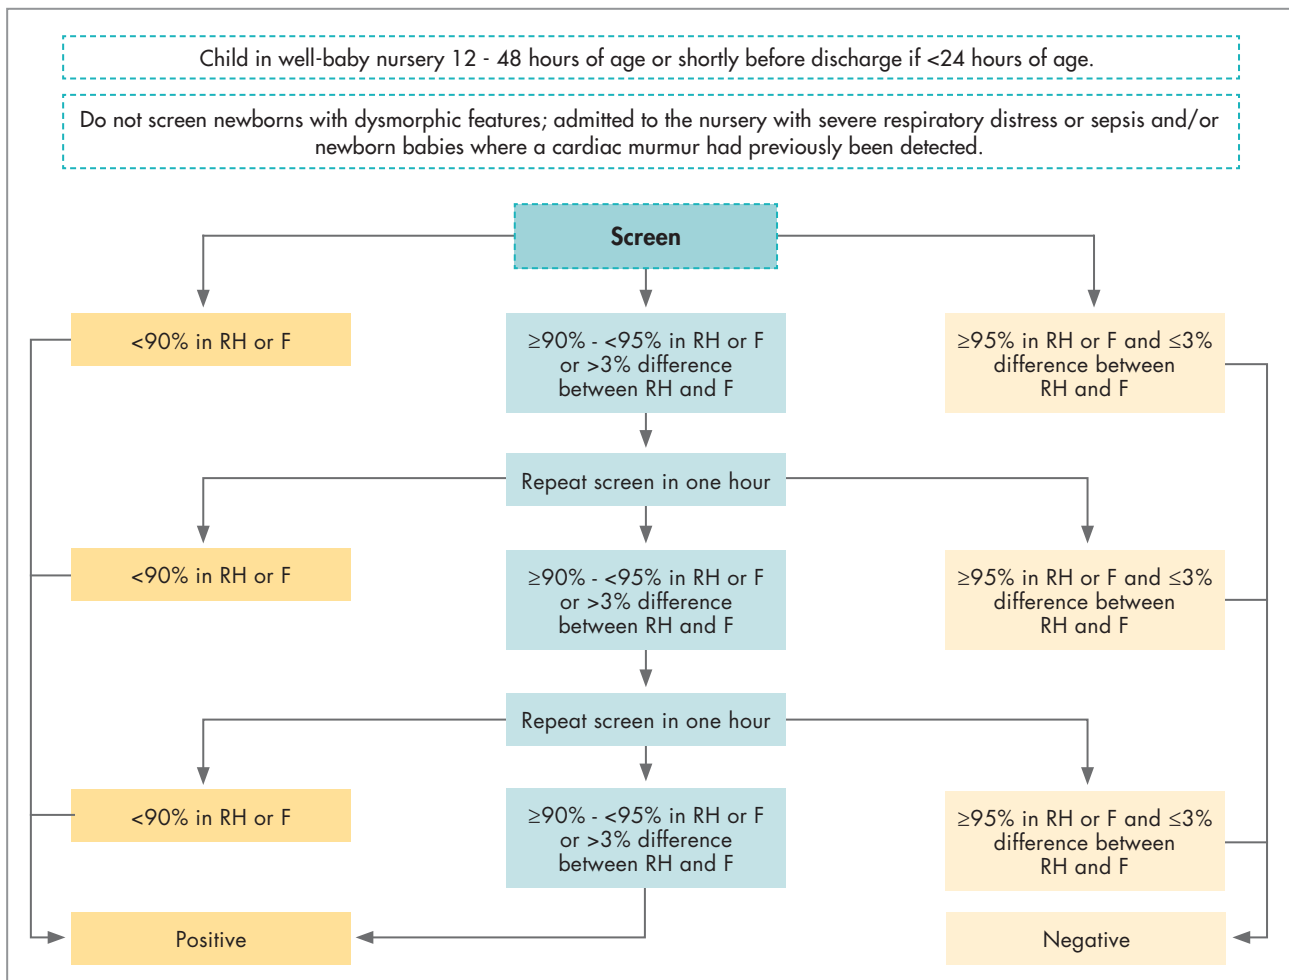 Child in well-baby nursery 12 - 48 hours of age or shortly before discharge if <24 hours of age.
Do not screen newborns with dysmorphic features; admitted to the nursery with severe respiratory distress or sepsis and/or
newborn babies where a cardiac murmur had previously been detected.
Screen
<90% in RH or F
≥90% - <95% in RH or F
or >3% difference
between RH and F
≥95% in RH or F and ≤3%
difference between
RH and F
Repeat screen in one hour
<90% in RH or F
≥90% - <95% in RH or F
or >3% difference
between RH and F
≥95% in RH or F and ≤3%
difference between
RH and F
Repeat screen in one hour
<90% in RH or F
≥90% - <95% in RH or F
or >3% difference
between RH and F
≥95% in RH or F and ≤3%
difference between
RH and F
Positive
Negative